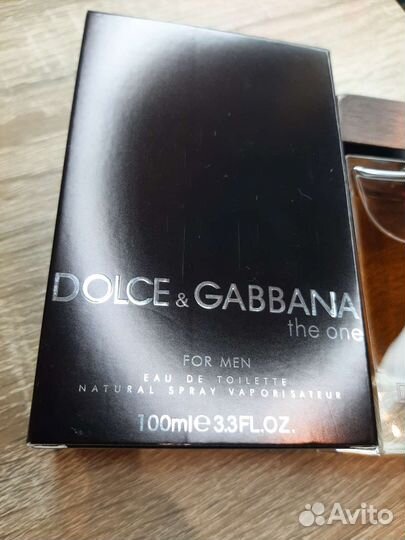 DOLCE & GABBANA
the one
FOR MEN
EAU DE TOILETTE
NATURAL SPRAY VAPORISATEUR
100ml℮3.3FL.OZ.
Avito